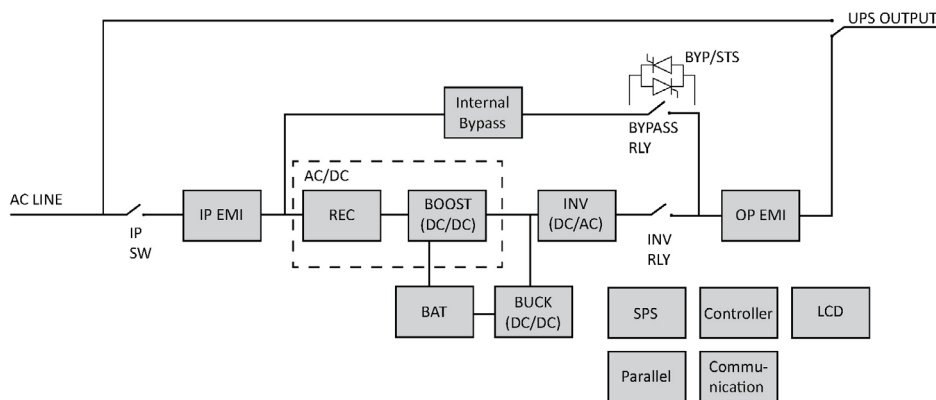 UPS OUTPUT
BYP/STS
Internal
Bypass
BYPASS
RLY
AC/DC
AC LINE
IP
SW
IP EMI
REC
BOOST
(DC/DC)
INV
(DC/AC)
INV
RLY
OP EMI
BAT
BUCK
(DC/DC)
SPS
Controller
LCD
Parallel
Commu-
nication